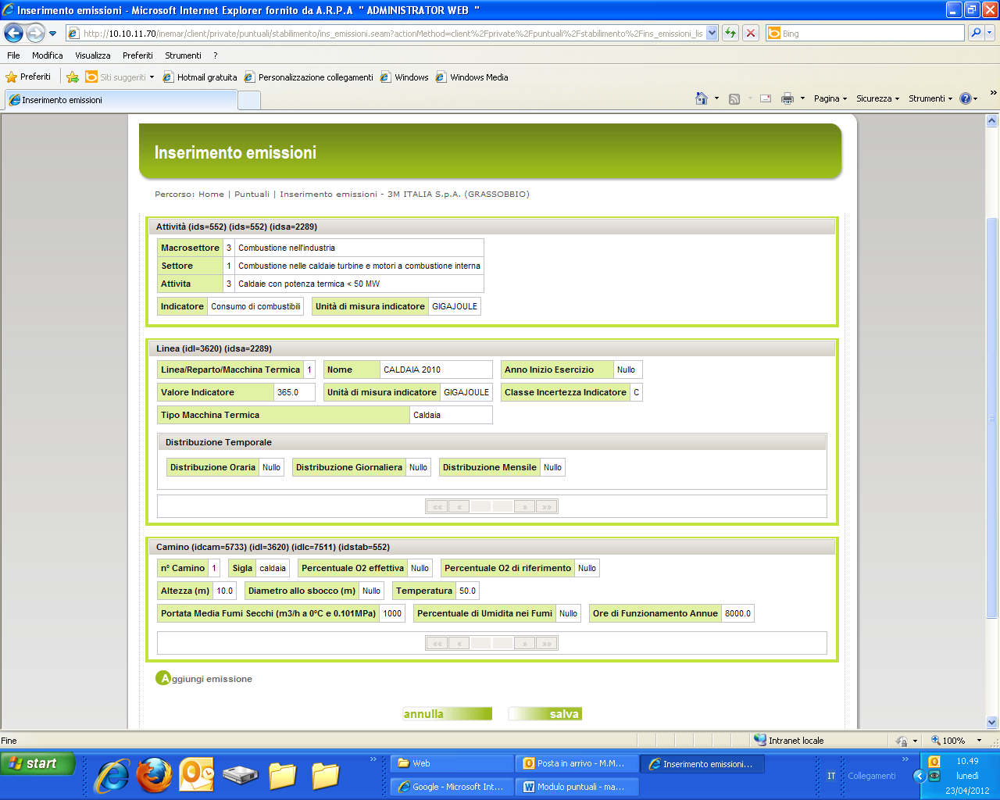 Inserimento emissioni - Microsoft Internet Explorer fornito da A.R.P.A " ADMINISTRATOR WEB "
http://10.10.11.70/inemar/client/private/puntuali/stabilimento/ins_emissioni.seam?actionMethod=client%2Fprivate%2Fpuntuali%2Fstabilimento%2Fins_emissioni_lis
Bing
File Modifica Visualizza Preferiti Strumenti ?
Preferiti Siti suggeriti Hotmail gratuita Personalizzazione collegamenti Windows Windows Media
Inserimento emissioni Pagina Sicurezza Strumenti »
Inserimento emissioni
Percorso: Home | Puntuali | Inserimento emissioni - 3M ITALIA S.p.A. (GRASSOBBIO)
Attività (ids=552) (ids=552) (idsa=2289)
Macrosettore 3 Combustione nell'industria
Settore 1 Combustione nelle caldaie turbine e motori a combustione interna
Attivita 3 Caldaie con potenza termica < 50 MW
Indicatore Consumo di combustibili Unità di misura indicatore GIGAJOULE
Linea (idl=3620) (idsa=2289)
Linea/Reparto/Macchina Termica 1 Nome CALDAIA 2010 Anno Inizio Esercizio Nullo
Valore Indicatore 365.0 Unità di misura indicatore GIGAJOULE Classe Incertezza Indicatore C
Tipo Macchina Termica Caldaia
Distribuzione Temporale
Distribuzione Oraria Nullo Distribuzione Giornaliera Nullo Distribuzione Mensile Nullo
«« « » »»
Camino (idcam=5733) (idl=3620) (idlc=7511) (idstab=552)
n° Camino 1 Sigla caldaia Percentuale O2 effettiva Nullo Percentuale O2 di riferimento Nullo
Altezza (m) 10.0 Diametro allo sbocco (m) Nullo Temperatura 50.0
Portata Media Fumi Secchi (m3/h a 0°C e 0.101MPa) 1000 Percentuale di Umidita nei Fumi Nullo Ore di Funzionamento Annue 8000.0
«« « » »»
Aggiungi emissione
annulla salva
Fine Intranet locale 100%
start » Web Posta in arrivo - M.M... Inserimento emissioni... » 10.49
IT Collegamenti lunedì
Google - Microsoft Int... Modulo puntuali - ma... 23/04/2012